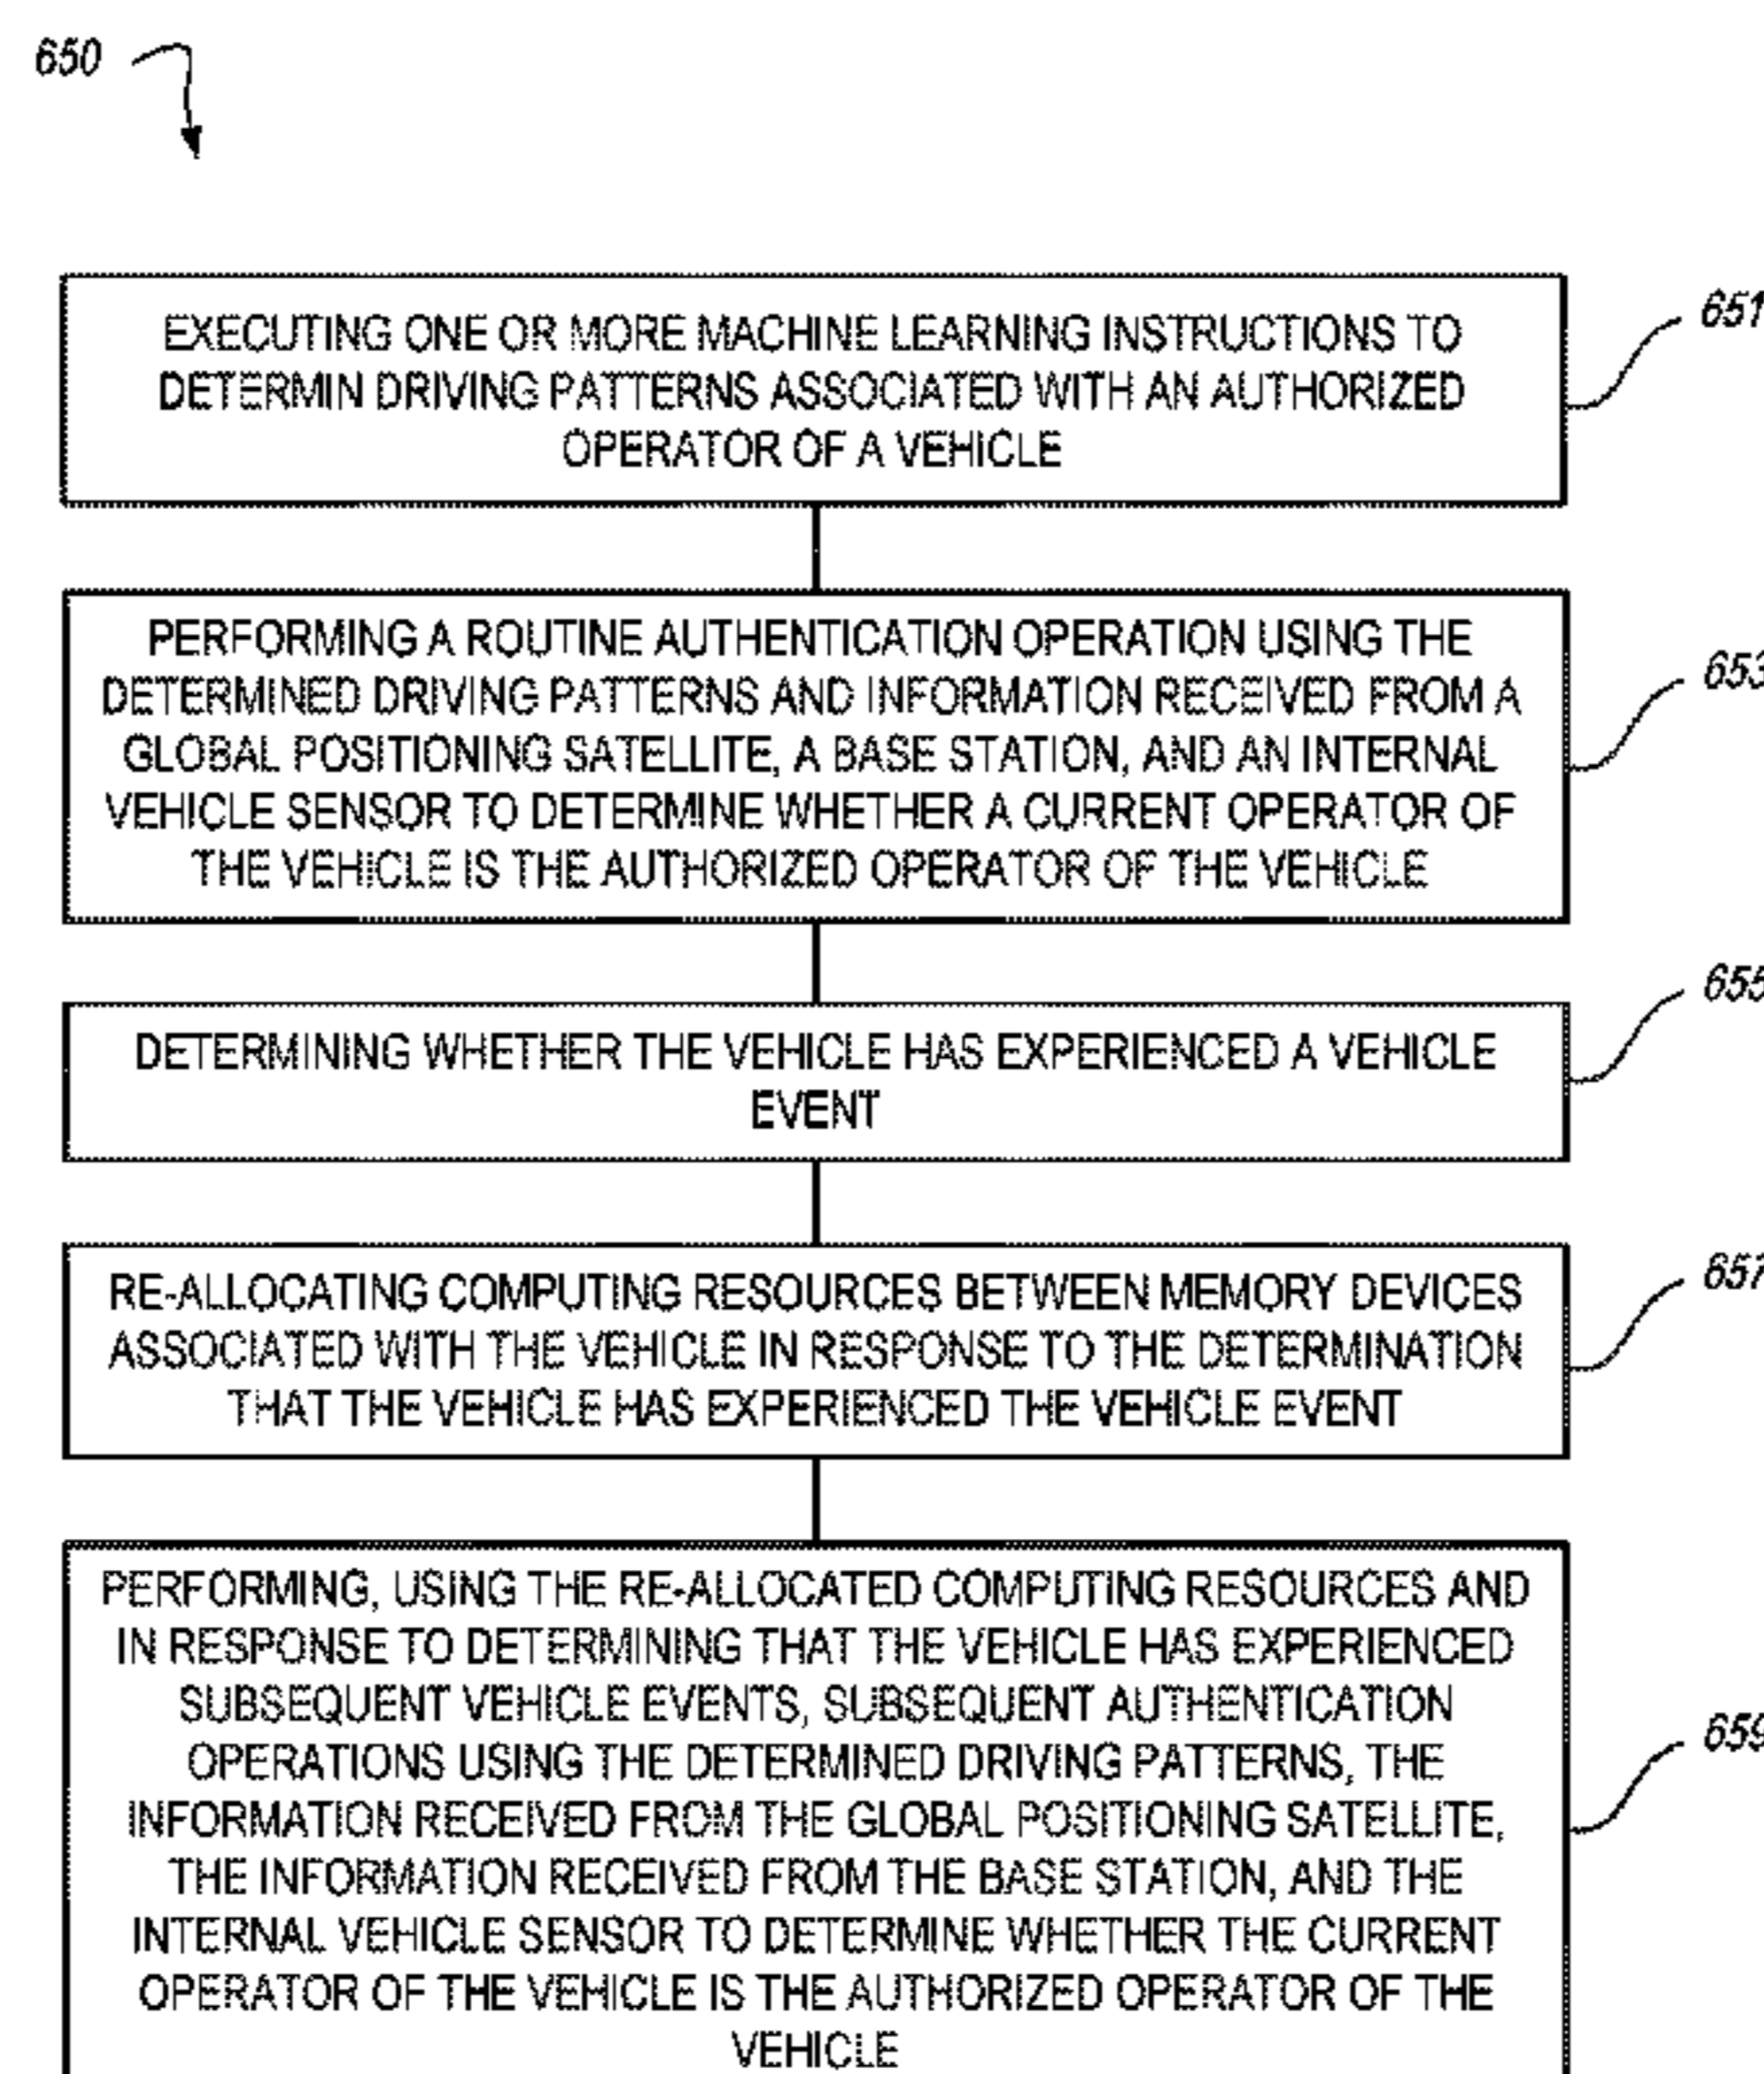 650
EXECUTING ONE OR MORE MACHINE LEARNING INSTRUCTIONS TO
DETERMIN DRIVING PATTERNS ASSOCIATED WITH AN AUTHORIZED
OPERATOR OF A VEHICLE
651
PERFORMING A ROUTINE AUTHENTICATION OPERATION USING THE
DETERMINED DRIVING PATTERNS AND INFORMATION RECEIVED FROM A
GLOBAL POSITIONING SATELLITE, A BASE STATION, AND AN INTERNAL
VEHICLE SENSOR TO DETERMINE WHETHER A CURRENT OPERATOR OF
THE VEHICLE IS THE AUTHORIZED OPERATOR OF THE VEHICLE
653
DETERMINING WHETHER THE VEHICLE HAS EXPERIENCED A VEHICLE
EVENT
655
RE-ALLOCATING COMPUTING RESOURCES BETWEEN MEMORY DEVICES
ASSOCIATED WITH THE VEHICLE IN RESPONSE TO THE DETERMINATION
THAT THE VEHICLE HAS EXPERIENCED THE VEHICLE EVENT
657
PERFORMING, USING THE RE-ALLOCATED COMPUTING RESOURCES AND
IN RESPONSE TO DETERMINING THAT THE VEHICLE HAS EXPERIENCED
SUBSEQUENT VEHICLE EVENTS, SUBSEQUENT AUTHENTICATION
OPERATIONS USING THE DETERMINED DRIVING PATTERNS, THE
INFORMATION RECEIVED FROM THE GLOBAL POSITIONING SATELLITE,
THE INFORMATION RECEIVED FROM THE BASE STATION, AND THE
INTERNAL VEHICLE SENSOR TO DETERMINE WHETHER THE CURRENT
OPERATOR OF THE VEHICLE IS THE AUTHORIZED OPERATOR OF THE
VEHICLE
659